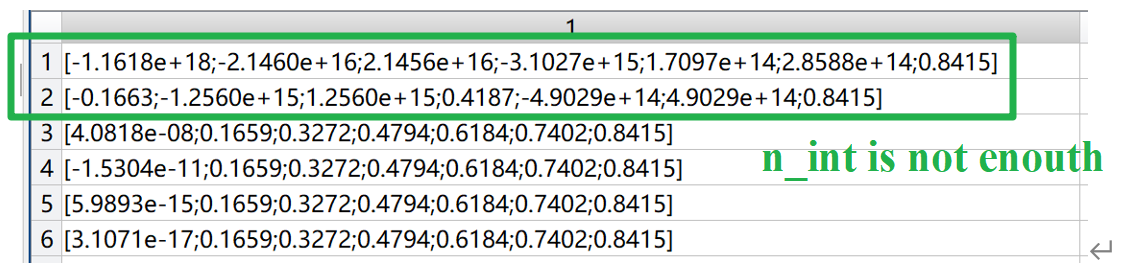 1
1 [-1.1618e+18;-2.1460e+16;2.1456e+16;-3.1027e+15;1.7097e+14;2.8588e+14;0.8415]
2 [-0.1663;-1.2560e+15;1.2560e+15;0.4187;-4.9029e+14;4.9029e+14;0.8415]
3 [4.0818e-08;0.1659;0.3272;0.4794;0.6184;0.7402;0.8415]
4 [-1.5304e-11;0.1659;0.3272;0.4794;0.6184;0.7402;0.8415]
n_int is not enouth
5 [5.9893e-15;0.1659;0.3272;0.4794;0.6184;0.7402;0.8415]
6 [3.1071e-17;0.1659;0.3272;0.4794;0.6184;0.7402;0.8415]